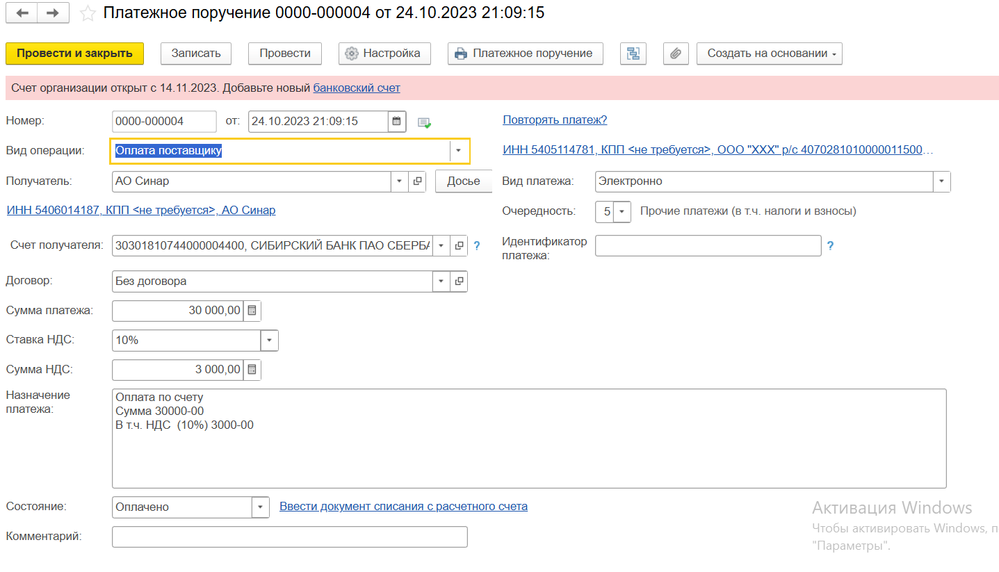 Платежное поручение 0000-000004 от 24.10.2023 21:09:15
Провести и закрыть Записать Провести Настройка Платежное поручение Создать на основании
Счет организации открыт с 14.11.2023. Добавьте новый банковский счет
Номер: 0000-000004 от: 24.10.2023 21:09:15 Повторять платеж?
Вид операции: Оплата поставщику ИНН 5405114781, КПП <не требуется>, ООО "ХХХ" р/с 4070281010000011500…
Получатель: АО Синар Досье Вид платежа: Электронно
ИНН 5406014187, КПП <не требуется>, АО Синар Очередность: 5 Прочие платежи (в т.ч. налоги и взносы)
Счет получателя: 30301810744000004400, СИБИРСКИЙ БАНК ПАО СБЕРБА ? Идентификатор платежа: ?
Договор: Без договора
Сумма платежа: 30 000,00
Ставка НДС: 10%
Сумма НДС: 3 000,00
Назначение платежа:
Оплата по счету
Сумма 30000-00
В т.ч. НДС (10%) 3000-00
Состояние: Оплачено Ввести документ списания с расчетного счета
Комментарий:
Активация Windows
Чтобы активировать Windows, п
"Параметры".